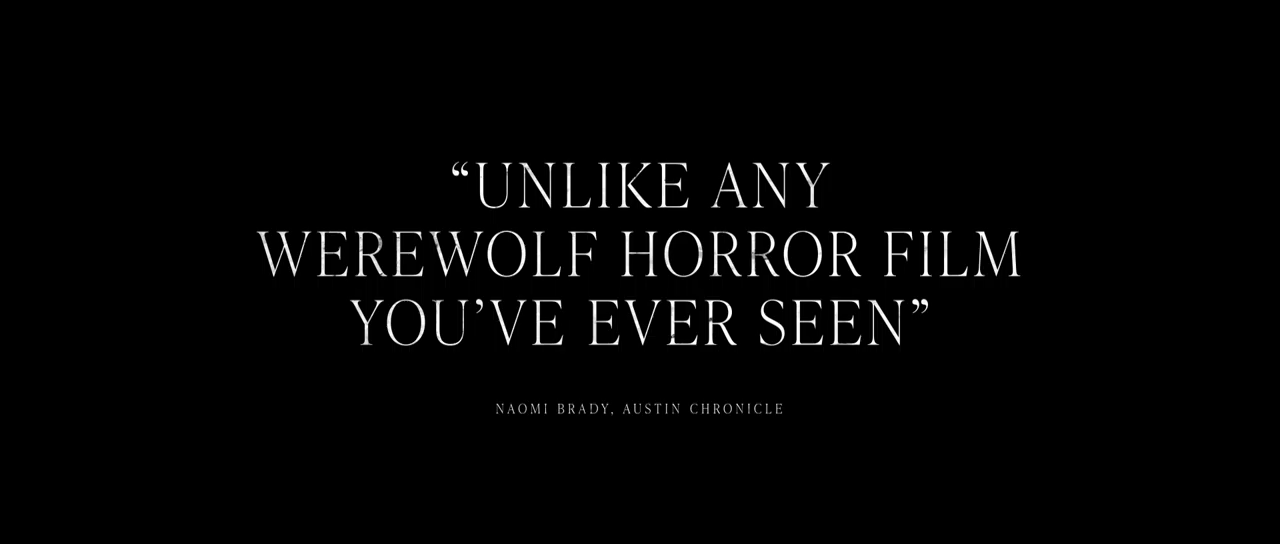 “UNLIKE ANY
WEREWOLF HORROR FILM
YOU’VE EVER SEEN”
NAOMI BRADY, AUSTIN CHRONICLE